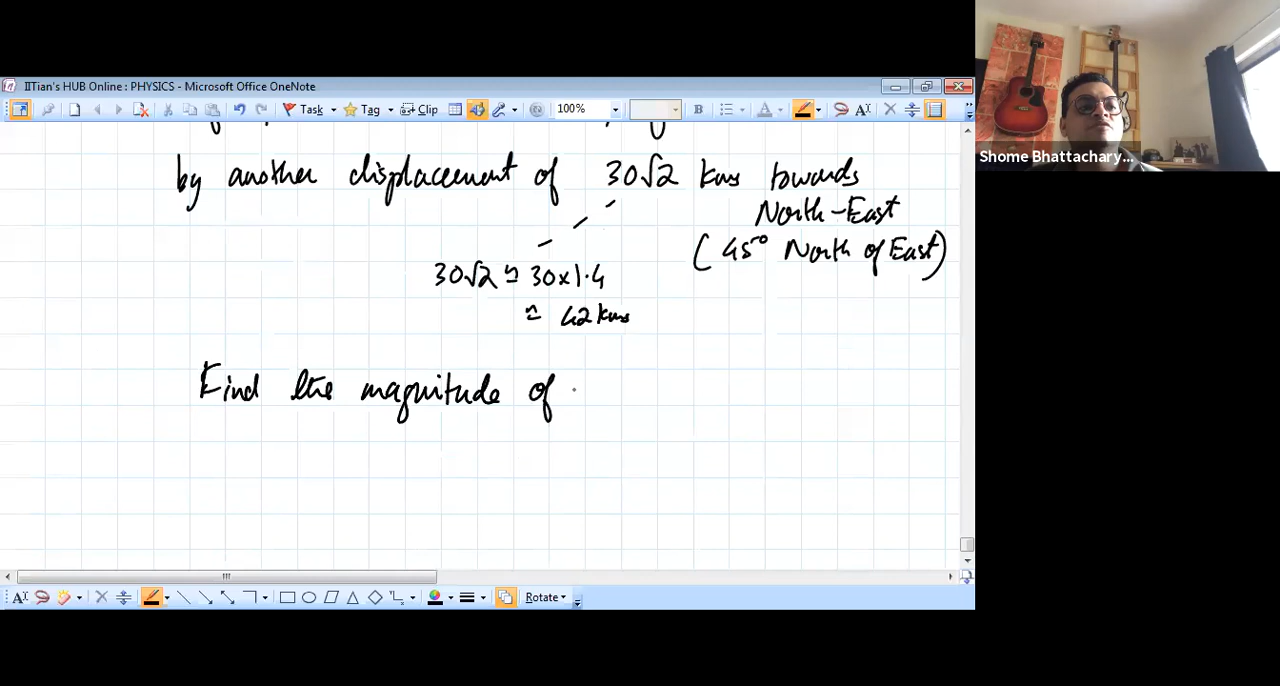 IITian's HUB Online : PHYSICS - Microsoft Office OneNote
Task Tag Clip 100% B A
by another displacement of 30√2 kms towards
North-East
(45° North of East)
30√2 ≃ 30×1.4
≃ 42 kms
Find the magnitude of
Rotate
Shome Bhattachary...